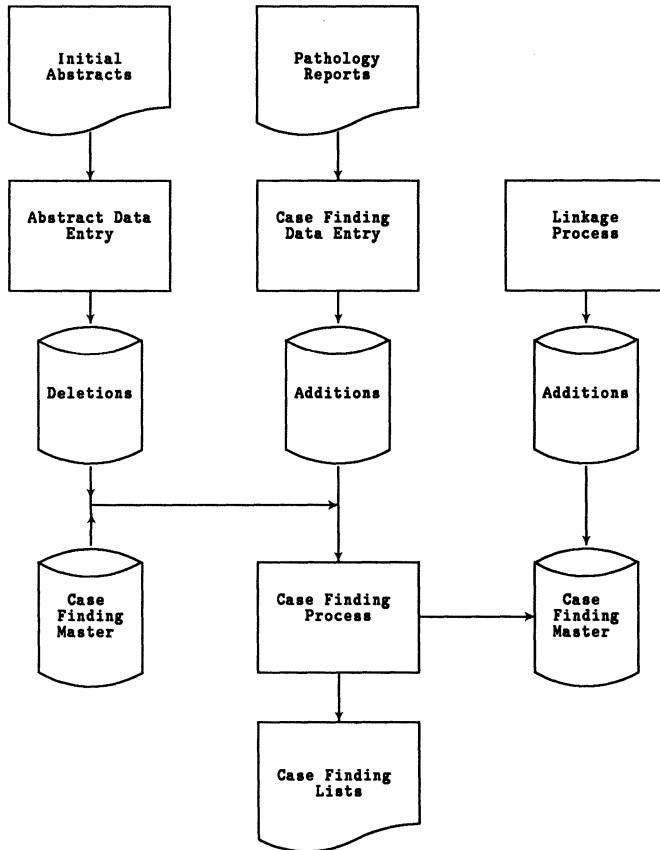 Initial
Abstracts
Pathology
Reports
Abstract Data
Entry
Case Finding
Data Entry
Linkage
Process
Deletions
Additions
Additions
Case
Finding
Master
Case Finding
Process
Case
Finding
Master
Case Finding
Lists